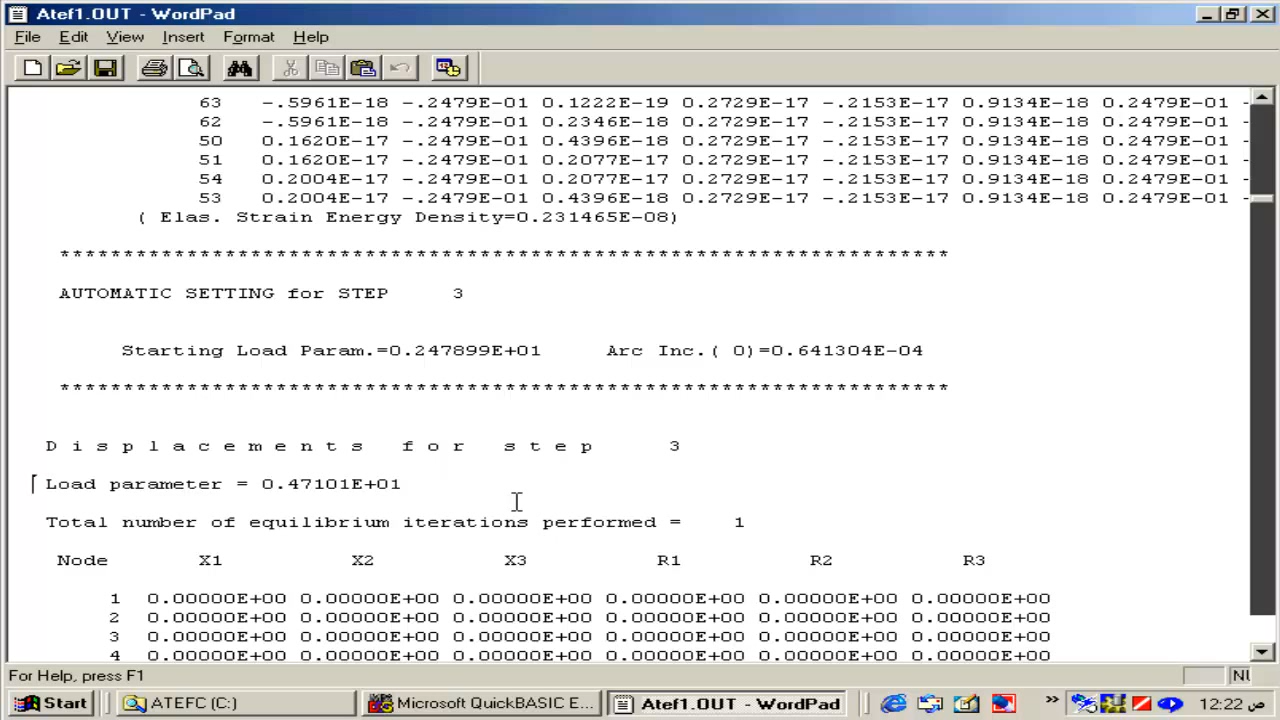 Atef1.OUT - WordPad
File Edit View Insert Format Help
63 -.5961E-18 -.2479E-01 0.1222E-19 0.2729E-17 -.2153E-17 0.9134E-18 0.2479E-01 -
62 -.5961E-18 -.2479E-01 0.2346E-18 0.2729E-17 -.2153E-17 0.9134E-18 0.2479E-01 -
50 0.1620E-17 -.2479E-01 0.4396E-18 0.2729E-17 -.2153E-17 0.9134E-18 0.2479E-01 -
51 0.1620E-17 -.2479E-01 0.2077E-17 0.2729E-17 -.2153E-17 0.9134E-18 0.2479E-01 -
54 0.2004E-17 -.2479E-01 0.2077E-17 0.2729E-17 -.2153E-17 0.9134E-18 0.2479E-01 -
53 0.2004E-17 -.2479E-01 0.4396E-18 0.2729E-17 -.2153E-17 0.9134E-18 0.2479E-01 -
( Elas. Strain Energy Density=0.231465E-08)
**********************************************************************
AUTOMATIC SETTING for STEP 3
Starting Load Param.=0.247899E+01 Arc Inc.( 0)=0.641304E-04
**********************************************************************
D i s p l a c e m e n t s f o r s t e p 3
Load parameter = 0.47101E+01
Total number of equilibrium iterations performed = 1
Node X1 X2 X3 R1 R2 R3
1 0.00000E+00 0.00000E+00 0.00000E+00 0.00000E+00 0.00000E+00 0.00000E+00
2 0.00000E+00 0.00000E+00 0.00000E+00 0.00000E+00 0.00000E+00 0.00000E+00
3 0.00000E+00 0.00000E+00 0.00000E+00 0.00000E+00 0.00000E+00 0.00000E+00
4 0.00000E+00 0.00000E+00 0.00000E+00 0.00000E+00 0.00000E+00 0.00000E+00
For Help, press F1
Start ATEFC (C:) Microsoft QuickBASIC E... Atef1.OUT - WordPad » 12:22 ص